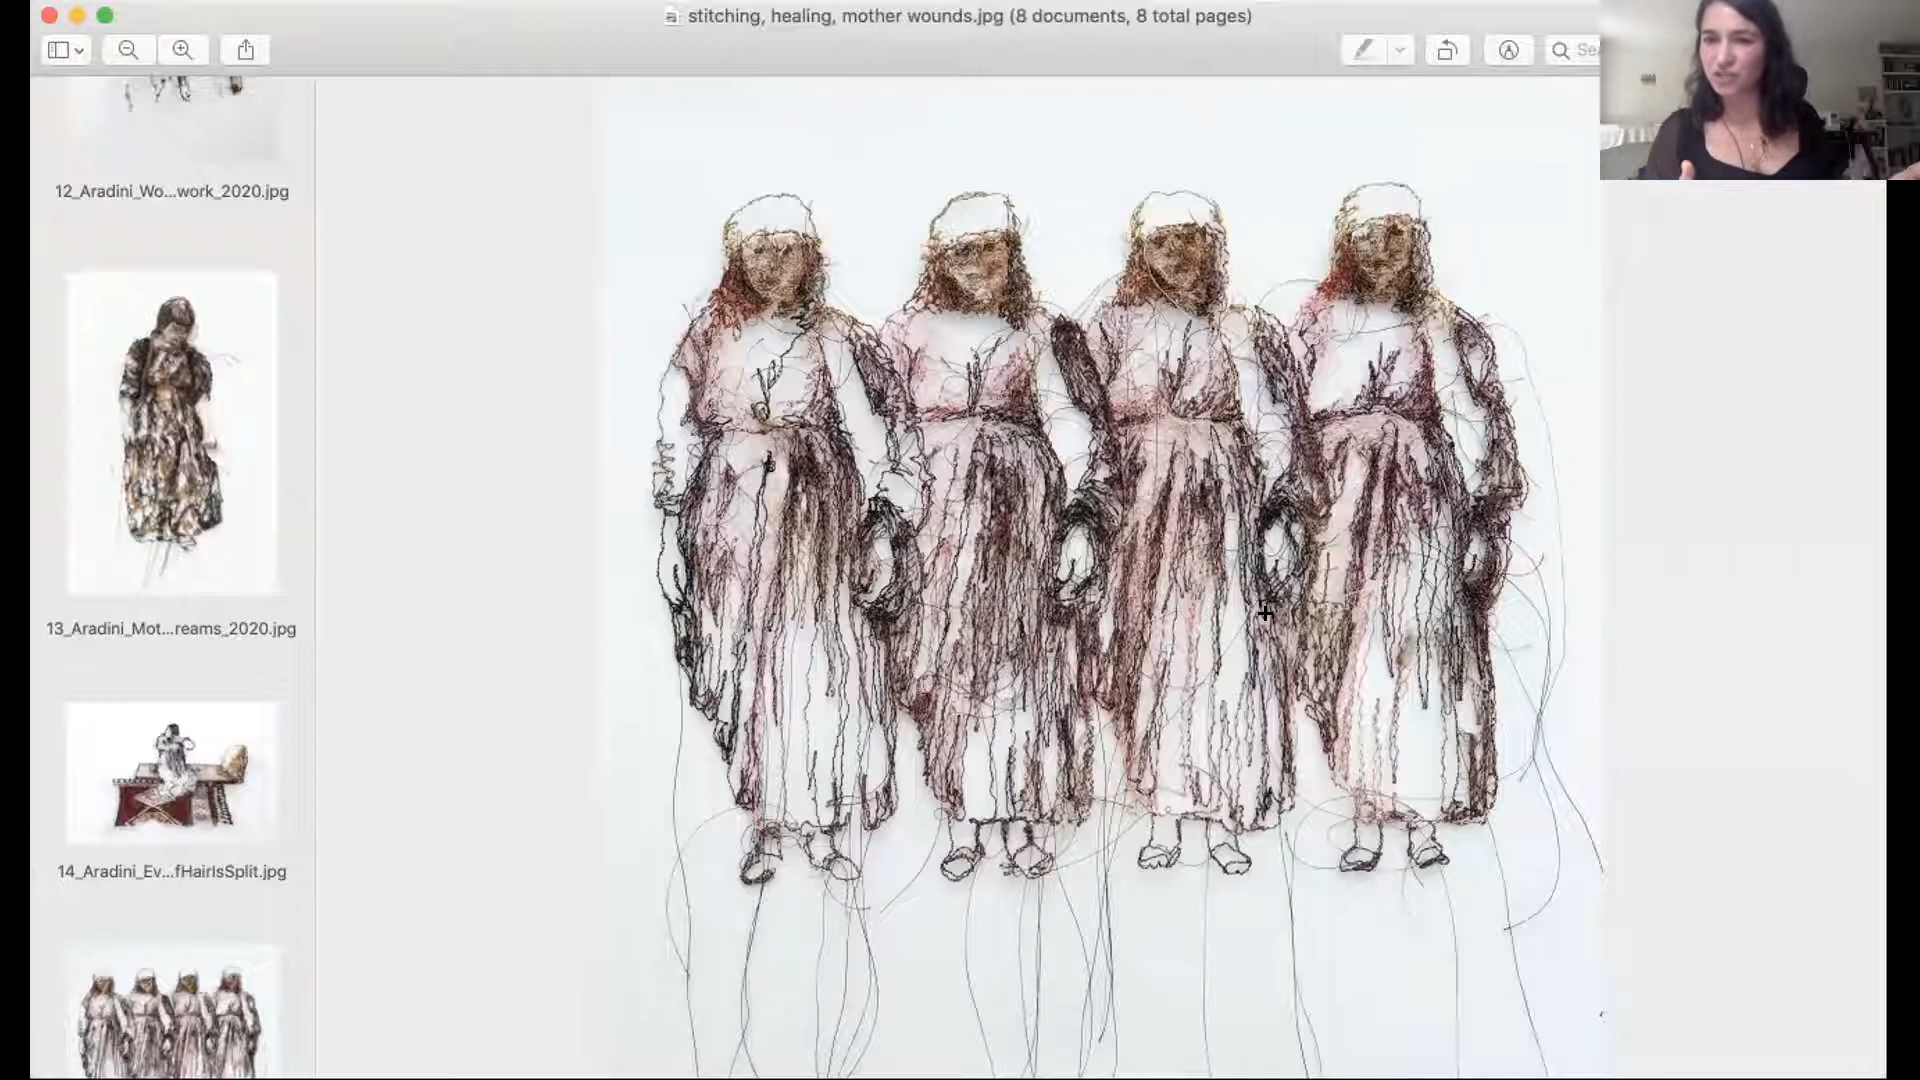 stitching, healing, mother wounds.jpg (8 documents, 8 total pages)
Se
12_Aradini_Wo...work_2020.jpg
13_Aradini_Mot...reams_2020.jpg
14_Aradini_Ev...fHairIsSplit.jpg